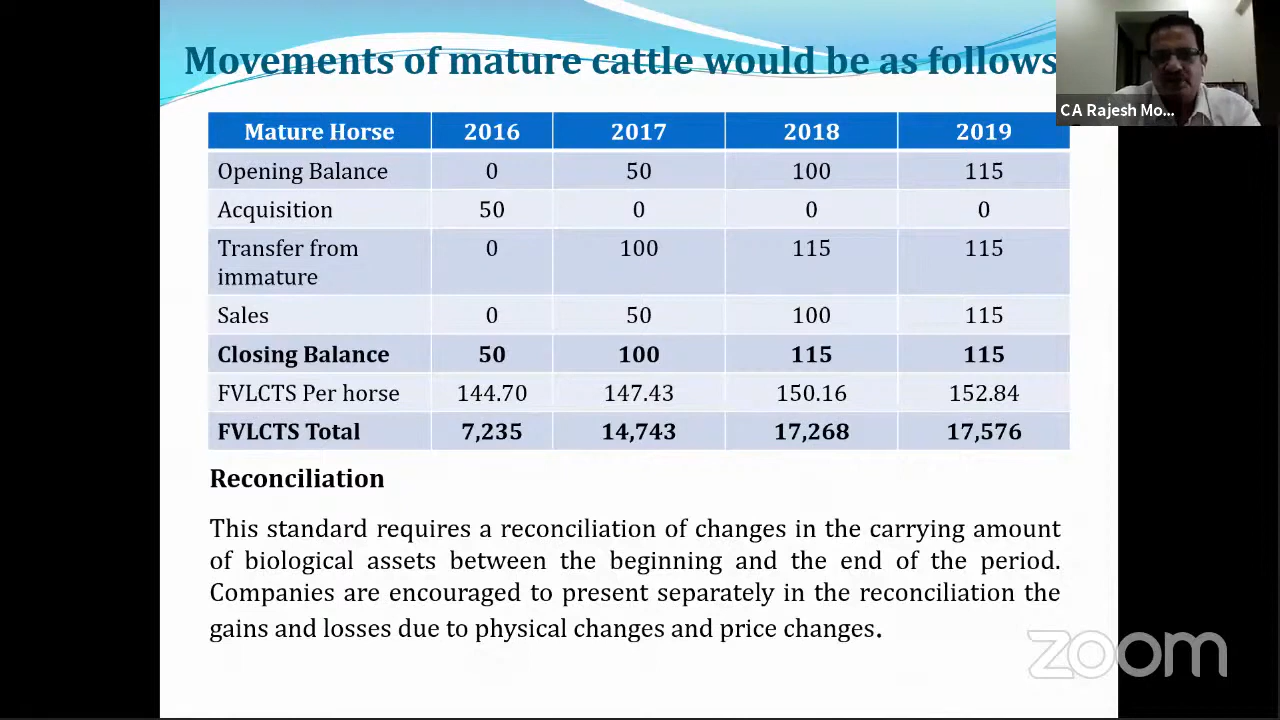 Movements of mature cattle would be as follows
C A Rajesh Mo...
Mature Horse 2016 2017 2018 2019
Opening Balance 0 50 100 115
Acquisition 50 0 0 0
Transfer from immature 0 100 115 115
Sales 0 50 100 115
Closing Balance 50 100 115 115
FVLCTS Per horse 144.70 147.43 150.16 152.84
FVLCTS Total 7,235 14,743 17,268 17,576
Reconciliation
This standard requires a reconciliation of changes in the carrying amount
of biological assets between the beginning and the end of the period.
Companies are encouraged to present separately in the reconciliation the
gains and losses due to physical changes and price changes.
zoom